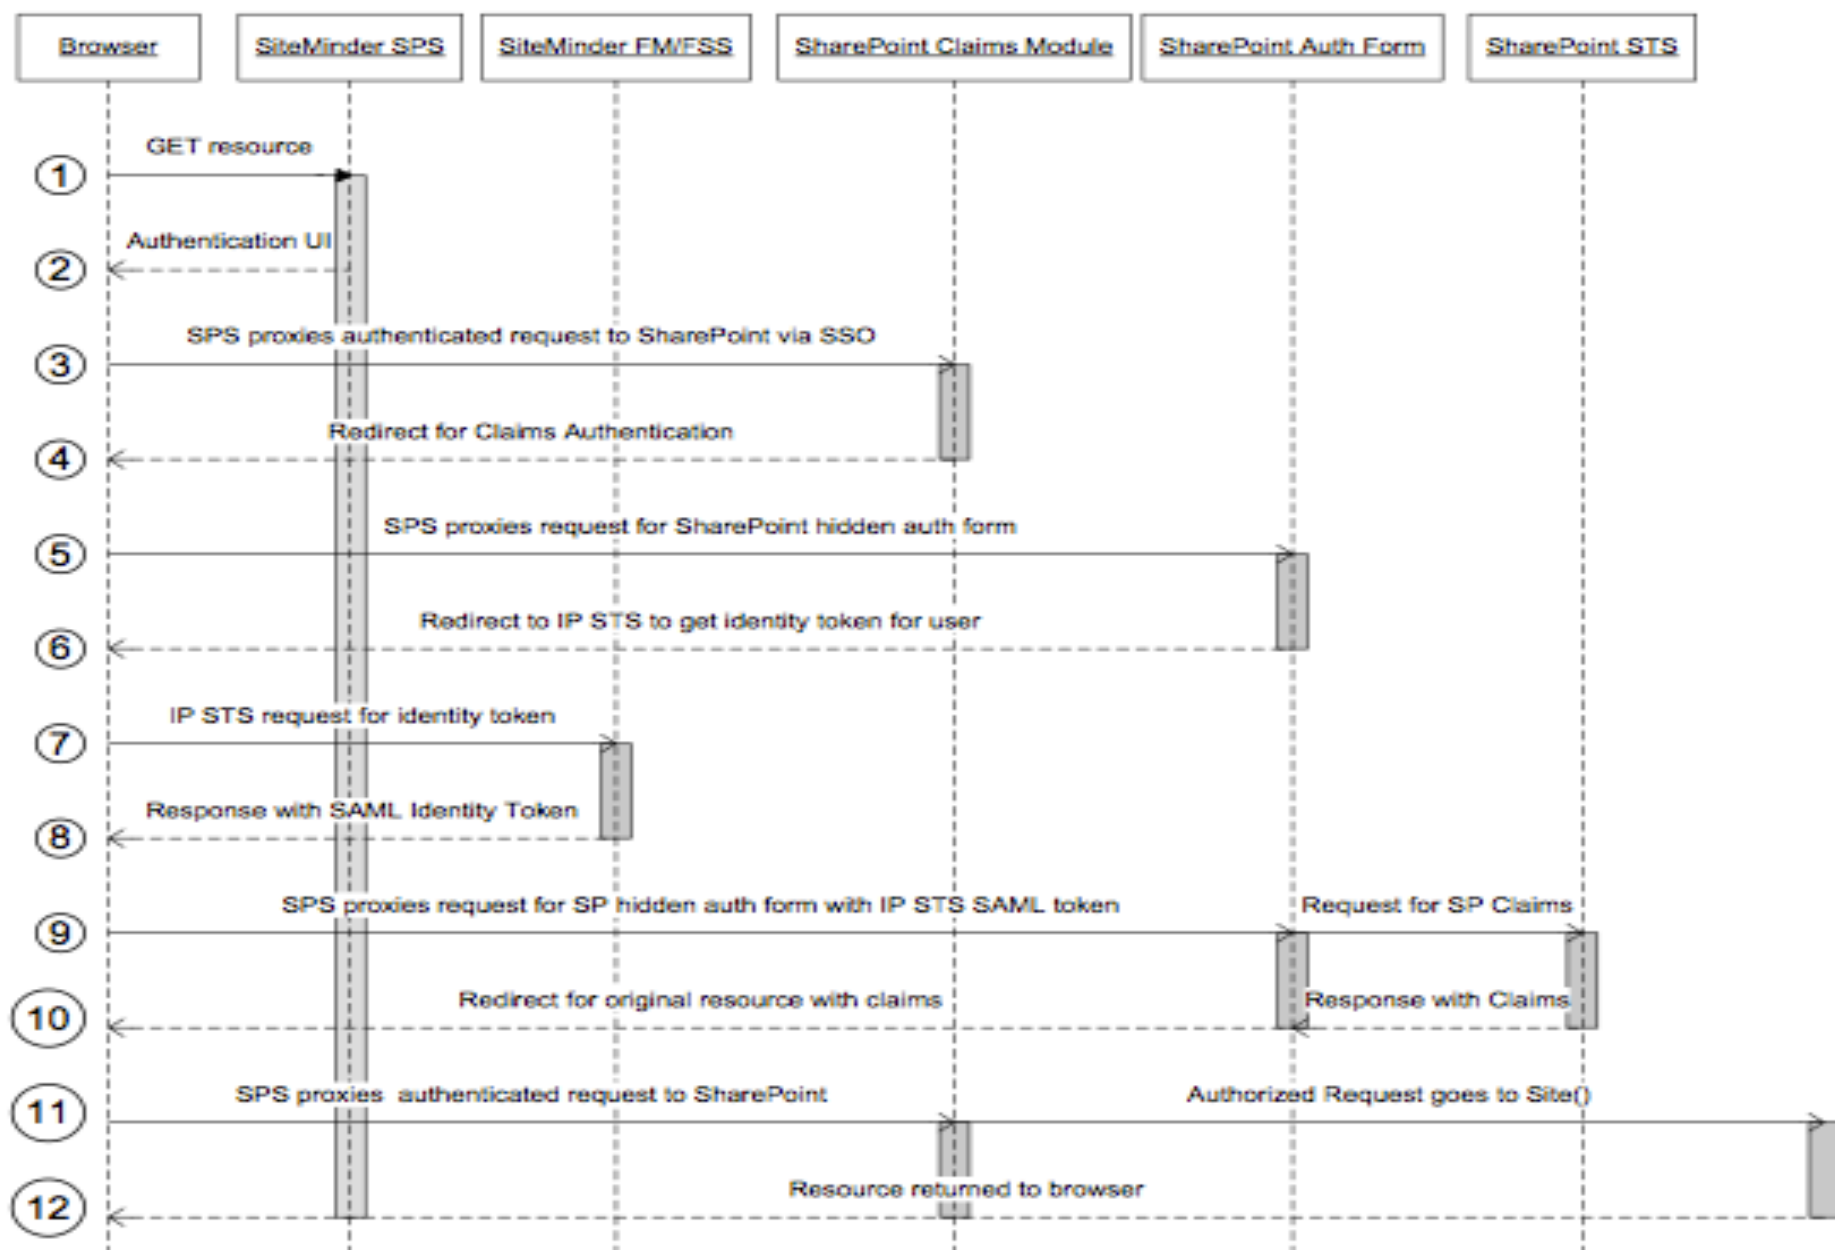 Browser
SiteMinder SPS
SiteMinder FM/FSS
SharePoint Claims Module
SharePoint Auth Form
SharePoint STS
GET resource
1
Authentication UI
2
SPS proxies authenticated request to SharePoint via SSO
3
Redirect for Claims Authentication
4
SPS proxies request for SharePoint hidden auth form
5
Redirect to IP STS to get identity token for user
6
IP STS request for identity token
7
Response with SAML Identity Token
8
SPS proxies request for SP hidden auth form with IP STS SAML token
Request for SP Claims
9
Redirect for original resource with claims
Response with Claims
10
SPS proxies authenticated request to SharePoint
Authorized Request goes to Site()
11
Resource returned to browser
12